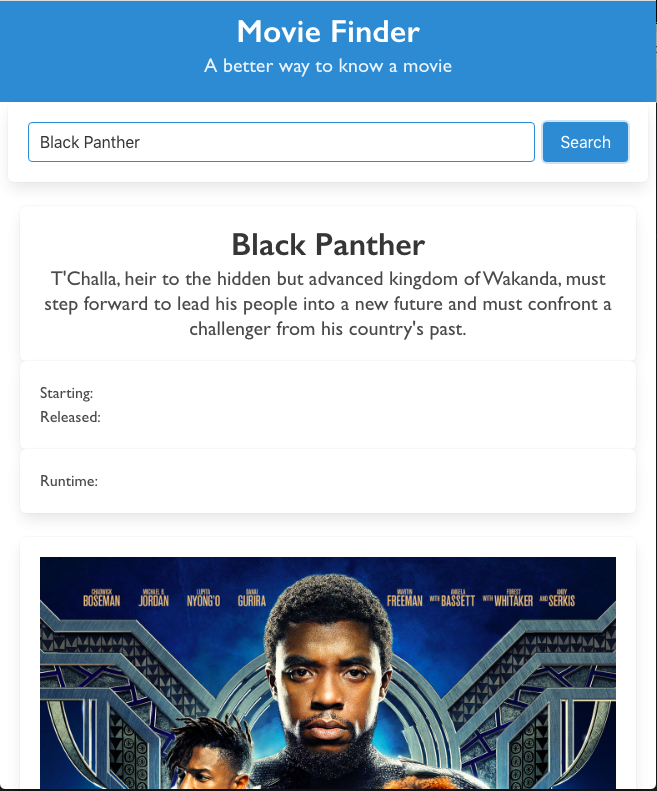 Movie Finder
A better way to know a movie
Black Panther
Search
Black Panther
T'Challa, heir to the hidden but advanced kingdom of Wakanda, must
step forward to lead his people into a new future and must confront a
challenger from his country's past.
Starting:
Released:
Runtime:
CHADWICK BOSEMAN
MICHAEL B. JORDAN
LUPITA NYONG'O
DANAI GURIRA
MARTIN FREEMAN
WITH ANGELA BASSETT
WITH FOREST WHITAKER
AND ANDY SERKIS